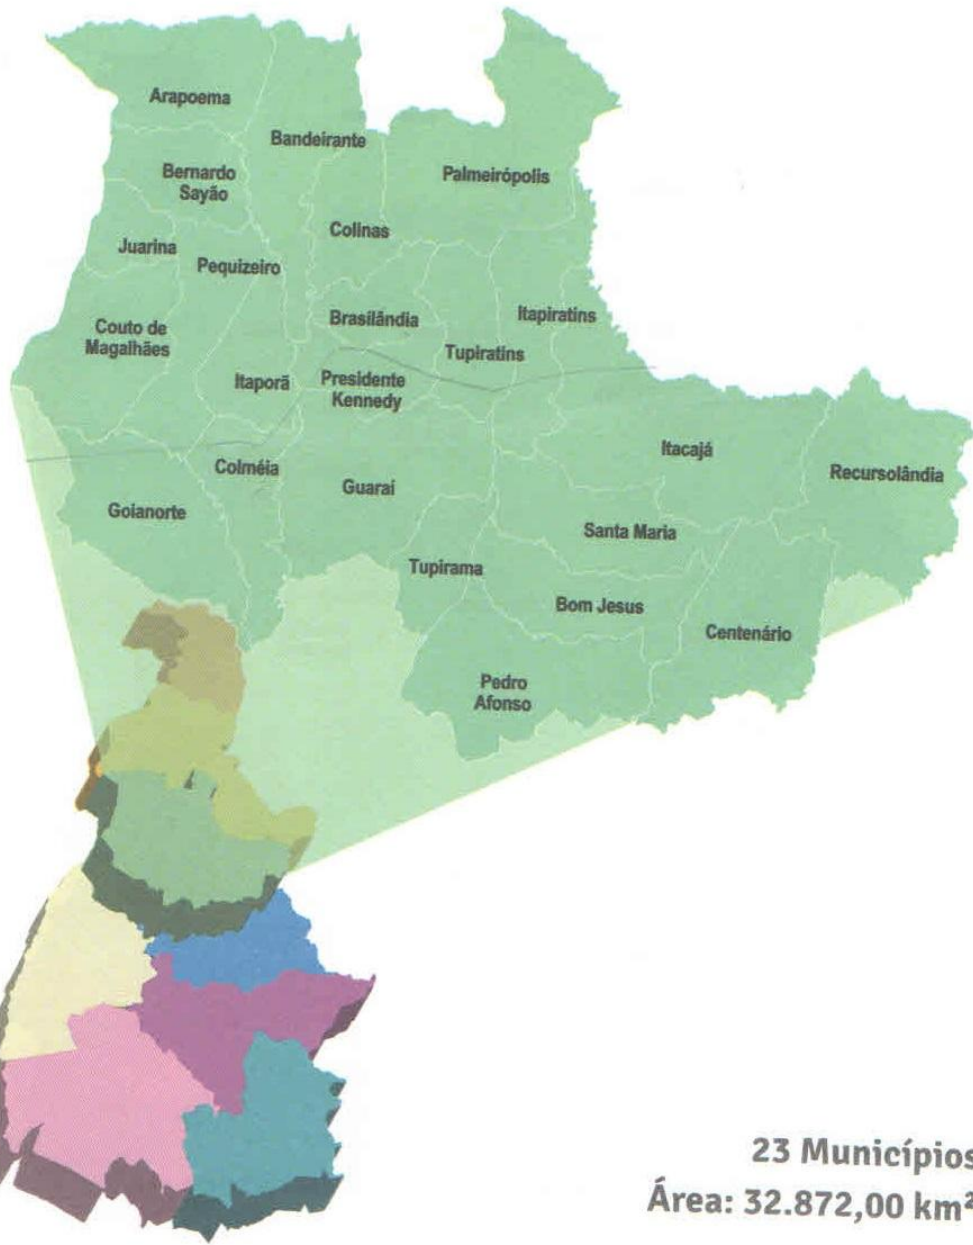 Arapoema
Bandeirante
Bernardo
Sayão
Palmeirópolis
Colinas
Juarina
Pequizeiro
Brasilândia
Itapiratins
Couto de
Magalhães
Tupiratins
Itaporã
Presidente
Kennedy
Itacajá
Recursolândia
Colméia
Guaraí
Goianorte
Santa Maria
Tupirama
Bom Jesus
Centenário
Pedro
Afonso
23 Municípios
Área: 32.872,00 km²